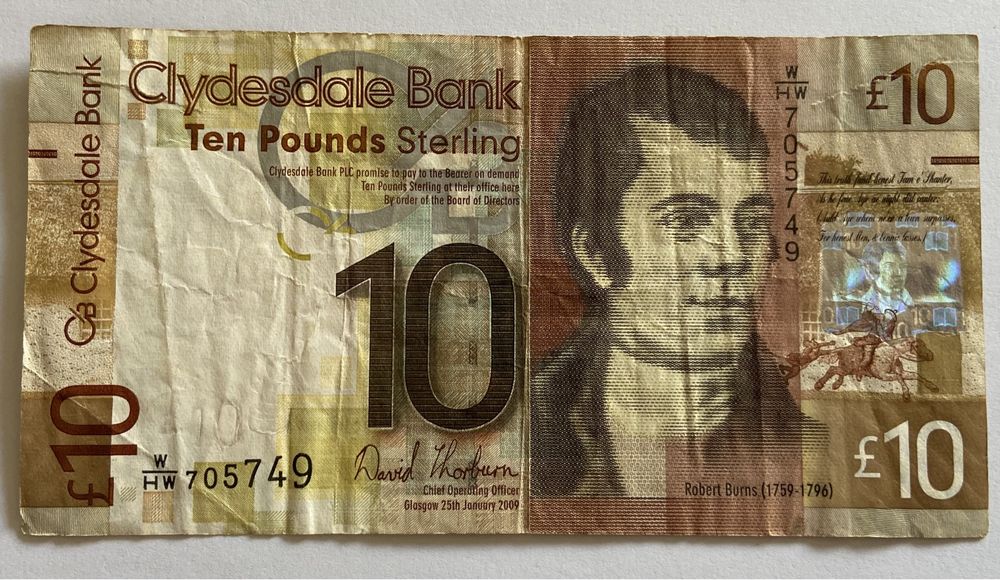 Clydesdale Bank
Ten Pounds Sterling
Clydesdale Bank PLC promise to pay to the Bearer on demand
Ten Pounds Sterling at their office here
By order of the Board of Directors
10
W/HW 705749
David Thorburn
Chief Operating Officer
Glasgow 25th January 2009
CB Clydesdale Bank
£10
W/HW 705749
£10
This truth fand honest Tam o' Shanter,
As he frae Ayr ae night did canter:
(Auld Ayr, wham ne'er a town surpasses,
For honest Men, & bonnie lasses.)
£10
Robert Burns (1759-1796)